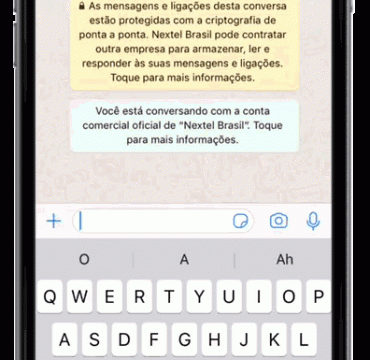 As mensagens e ligações desta conversa
estão protegidas com a criptografia de
ponta a ponta. Nextel Brasil pode contratar
outra empresa para armazenar, ler e
responder às suas mensagens e ligações.
Toque para mais informações.
Você está conversando com a conta
comercial oficial de "Nextel Brasil". Toque
para mais informações.
O A Ah
Q W E R T Y U I O P
A S D F G H J K L